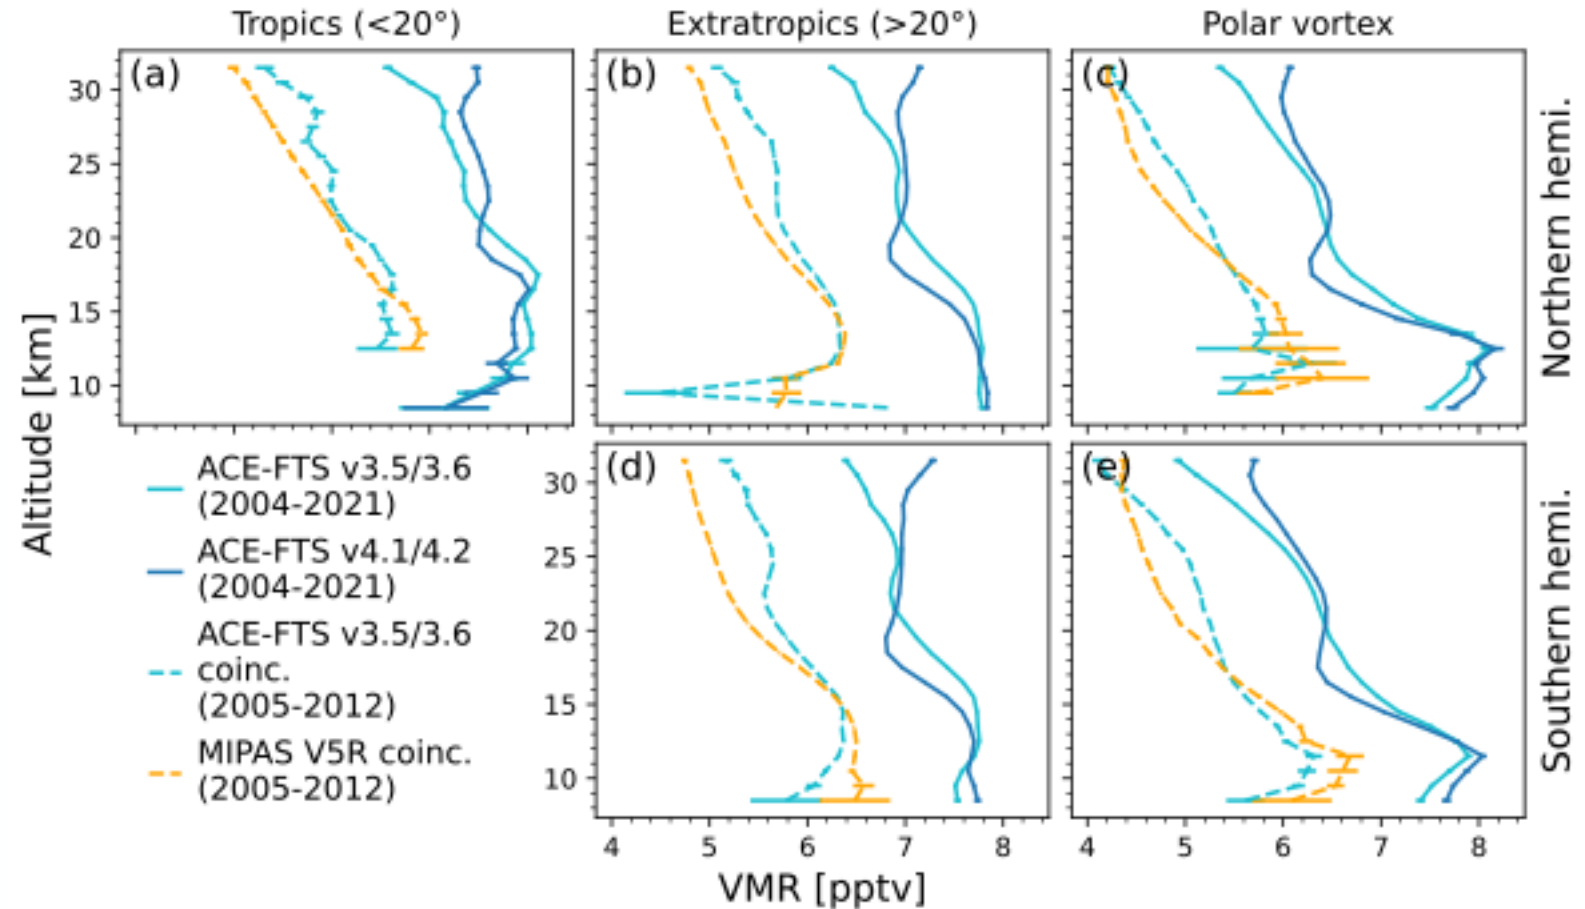 Tropics (<20°)
Extratropics (>20°)
Polar vortex
(a)
(b)
(c)
30
25
20
15
10
Northern hemi.
Altitude [km]
ACE-FTS v3.5/3.6
(2004-2021)
ACE-FTS v4.1/4.2
(2004-2021)
ACE-FTS v3.5/3.6
coinc.
(2005-2012)
MIPAS V5R coinc.
(2005-2012)
(d)
(e)
30
25
20
15
10
Southern hemi.
4 5 6 7 8
4 5 6 7 8
VMR [pptv]